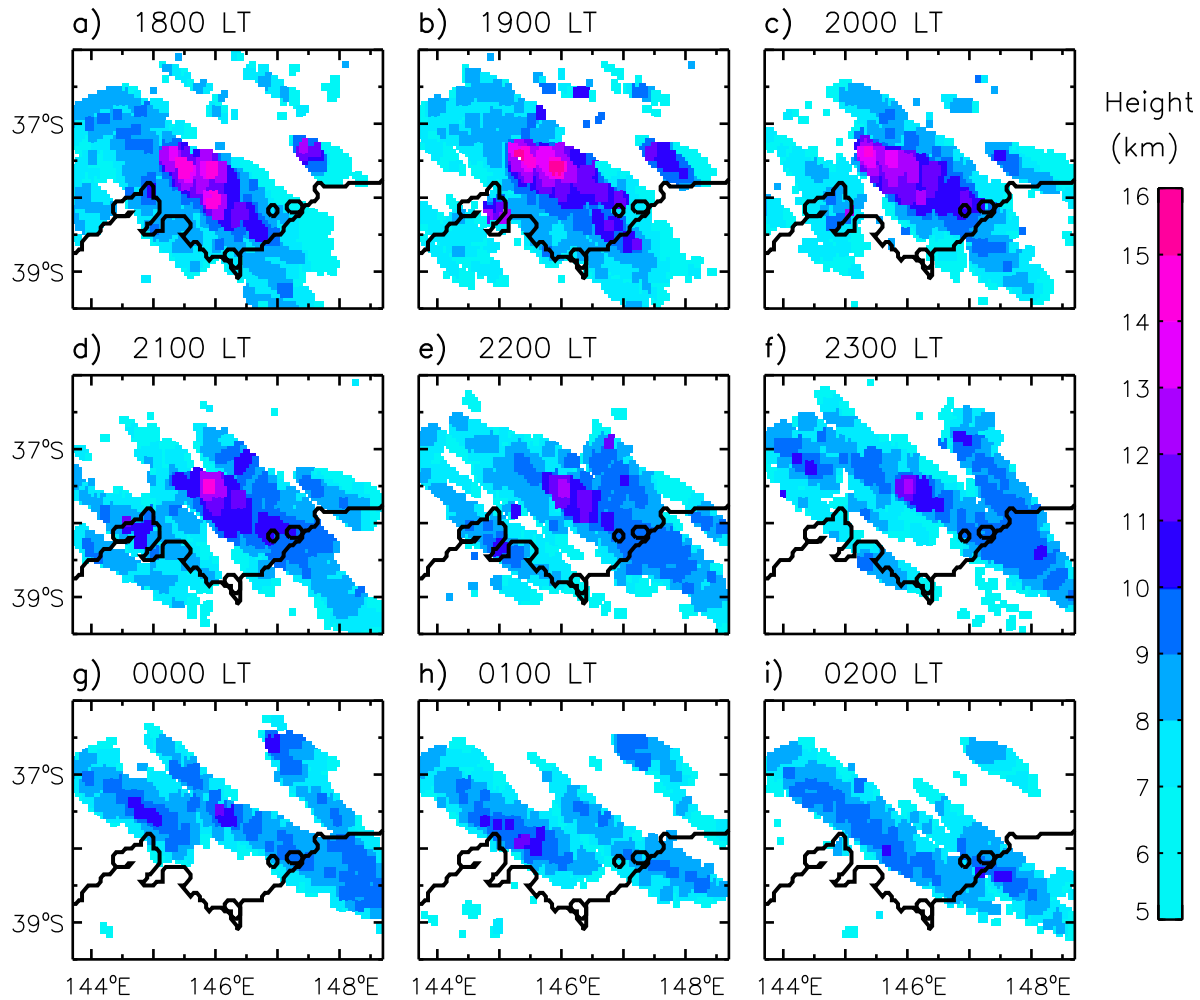 a) 1800 LT
b) 1900 LT
c) 2000 LT
37°S
39°S
d) 2100 LT
e) 2200 LT
f) 2300 LT
37°S
39°S
g) 0000 LT
h) 0100 LT
i) 0200 LT
37°S
39°S
144°E 146°E 148°E
144°E 146°E 148°E
144°E 146°E 148°E
Height
(km)
16
15
14
13
12
11
10
9
8
7
6
5